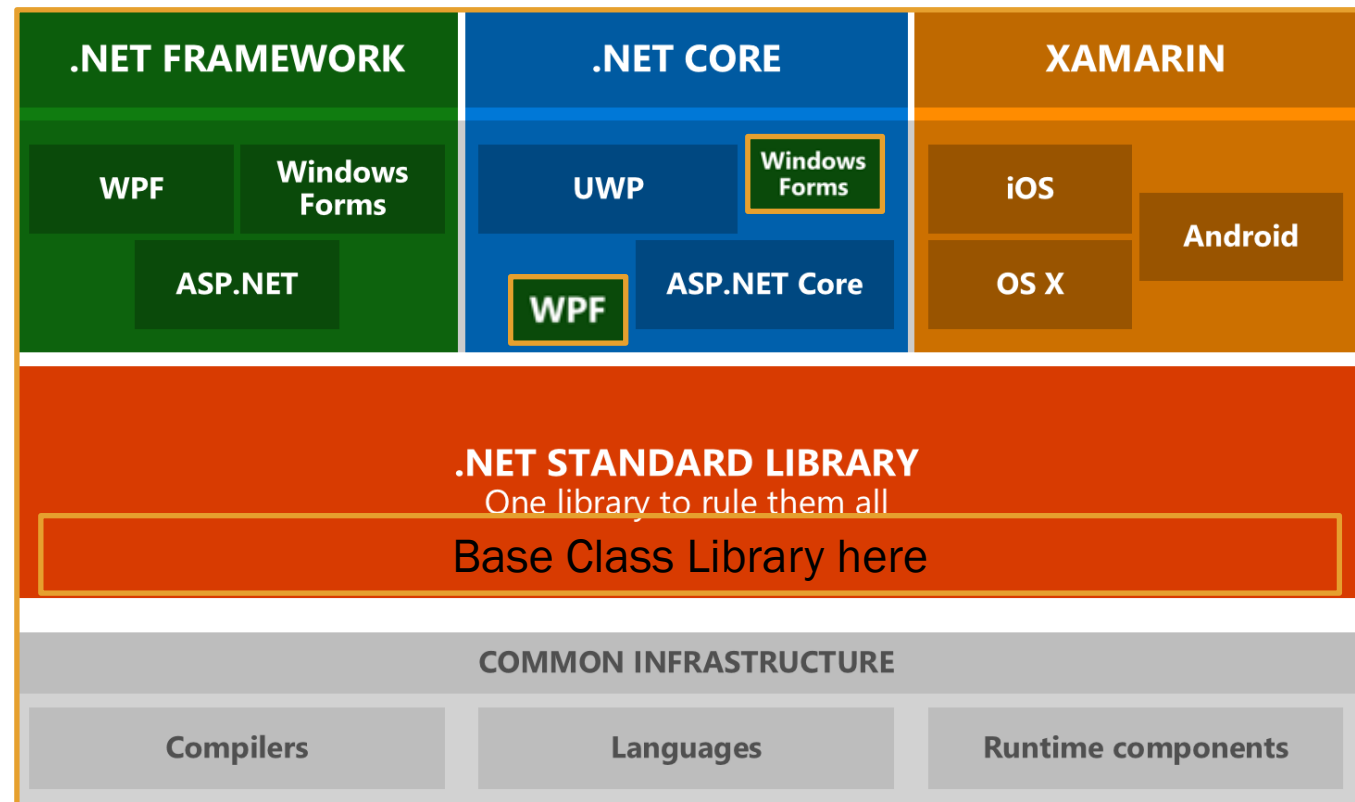 .NET FRAMEWORK
WPF
Windows
Forms
ASP.NET
.NET CORE
UWP
Windows
Forms
WPF
ASP.NET Core
XAMARIN
iOS
Android
OS X
.NET STANDARD LIBRARY
One library to rule them all
Base Class Library here
COMMON INFRASTRUCTURE
Compilers
Languages
Runtime components